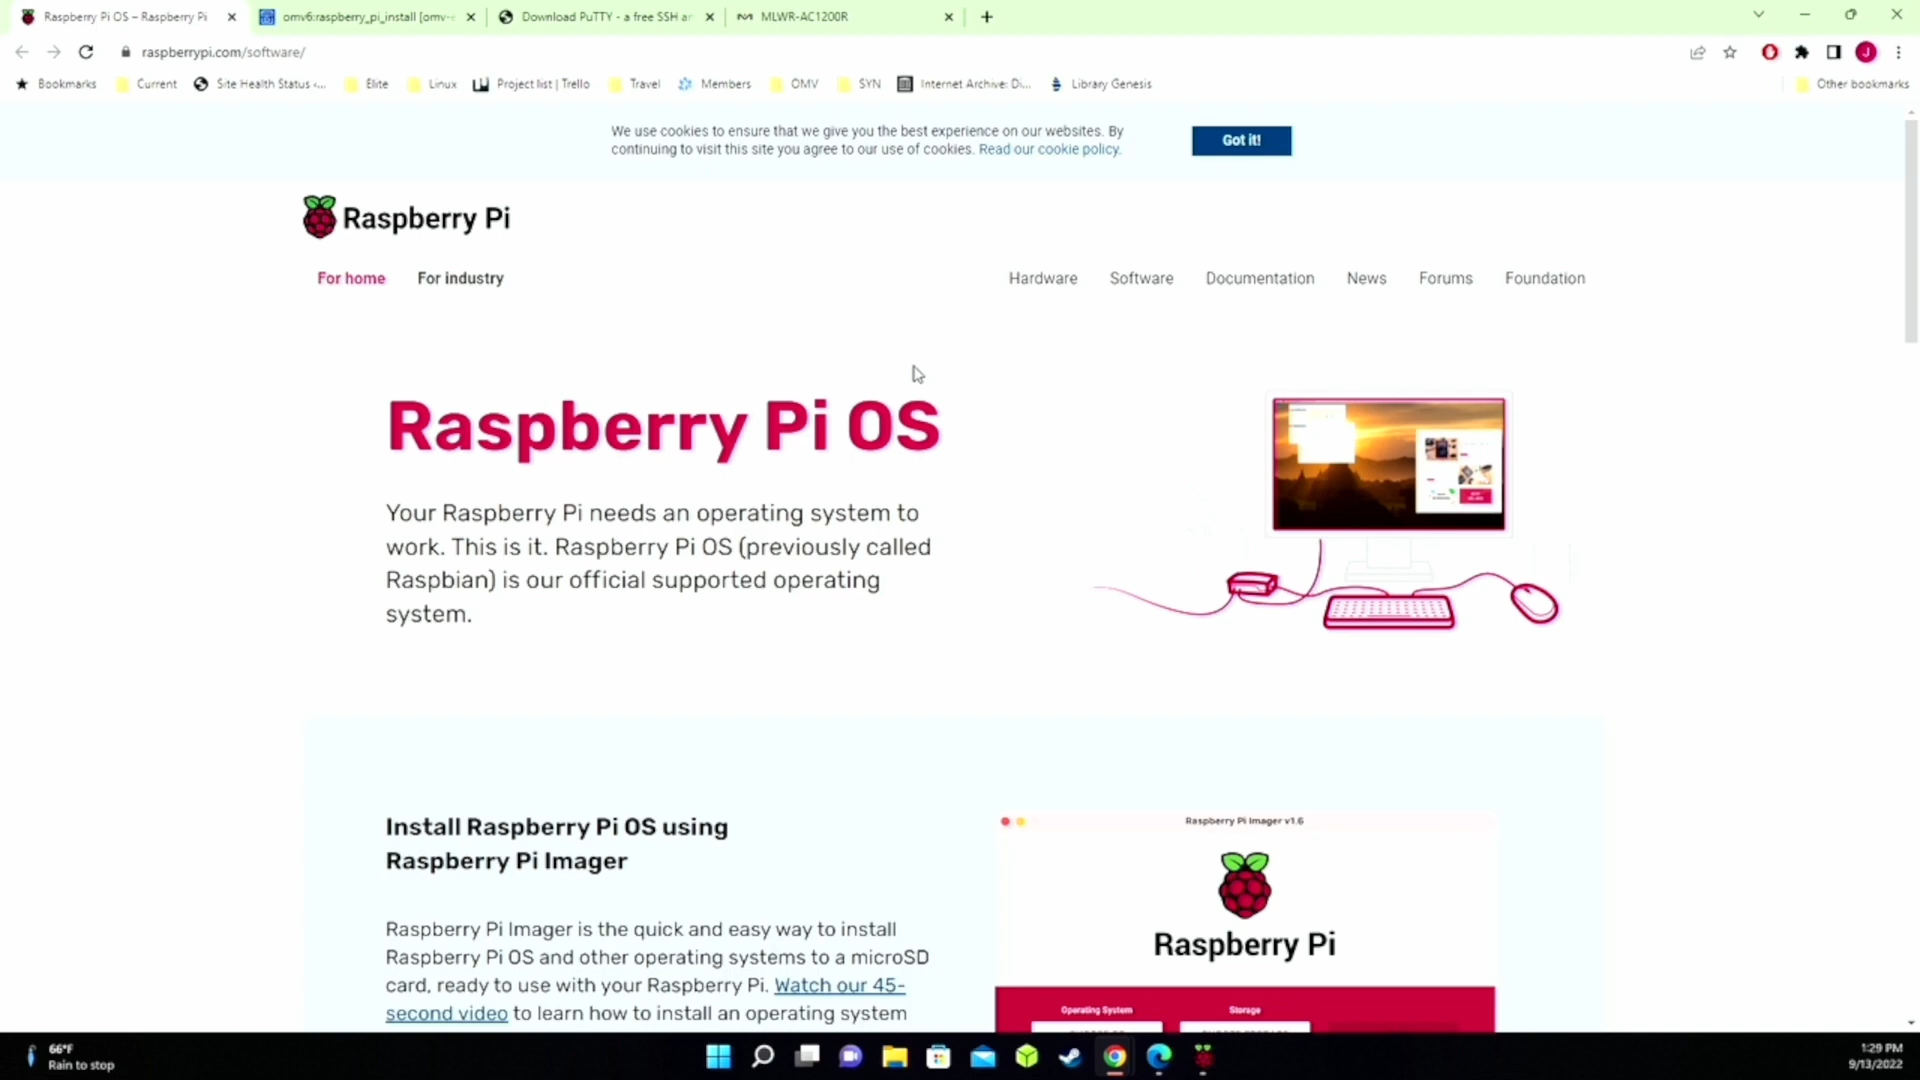 Raspberry Pi OS – Raspberry Pi
omv6:raspberry_pi_install [omv-e
Download PuTTY - a free SSH an
MLWR-AC1200R
raspberrypi.com/software/
J
Bookmarks
Current
Site Health Status ‹...
Elite
Linux
Project list | Trello
Travel
Members
OMV
SYN
Internet Archive: Di...
Library Genesis
Other bookmarks
We use cookies to ensure that we give you the best experience on our websites. By
continuing to visit this site you agree to our use of cookies. Read our cookie policy.
Got it!
Raspberry Pi
For home
For industry
Hardware
Software
Documentation
News
Forums
Foundation
Raspberry Pi OS
Your Raspberry Pi needs an operating system to
work. This is it. Raspberry Pi OS (previously called
Raspbian) is our official supported operating
system.
Install Raspberry Pi OS using
Raspberry Pi Imager
Raspberry Pi Imager is the quick and easy way to install
Raspberry Pi OS and other operating systems to a microSD
card, ready to use with your Raspberry Pi. Watch our 45-
second video to learn how to install an operating system
Raspberry Pi Imager v1.6
Raspberry Pi
Operating System
Storage
66°F
Rain to stop
1:29 PM
9/13/2022